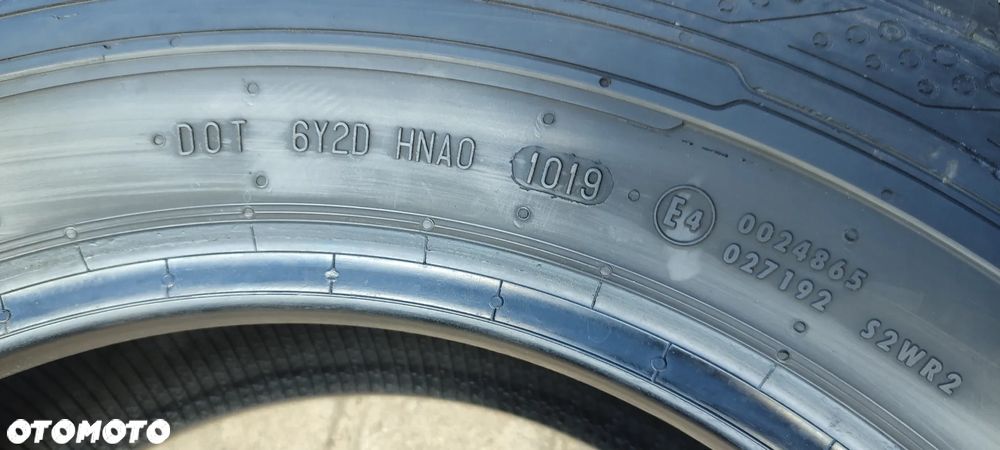 DOT 6Y2D HNA0 1019 E4 0024865
027192 S2WR2
OTOMOTO